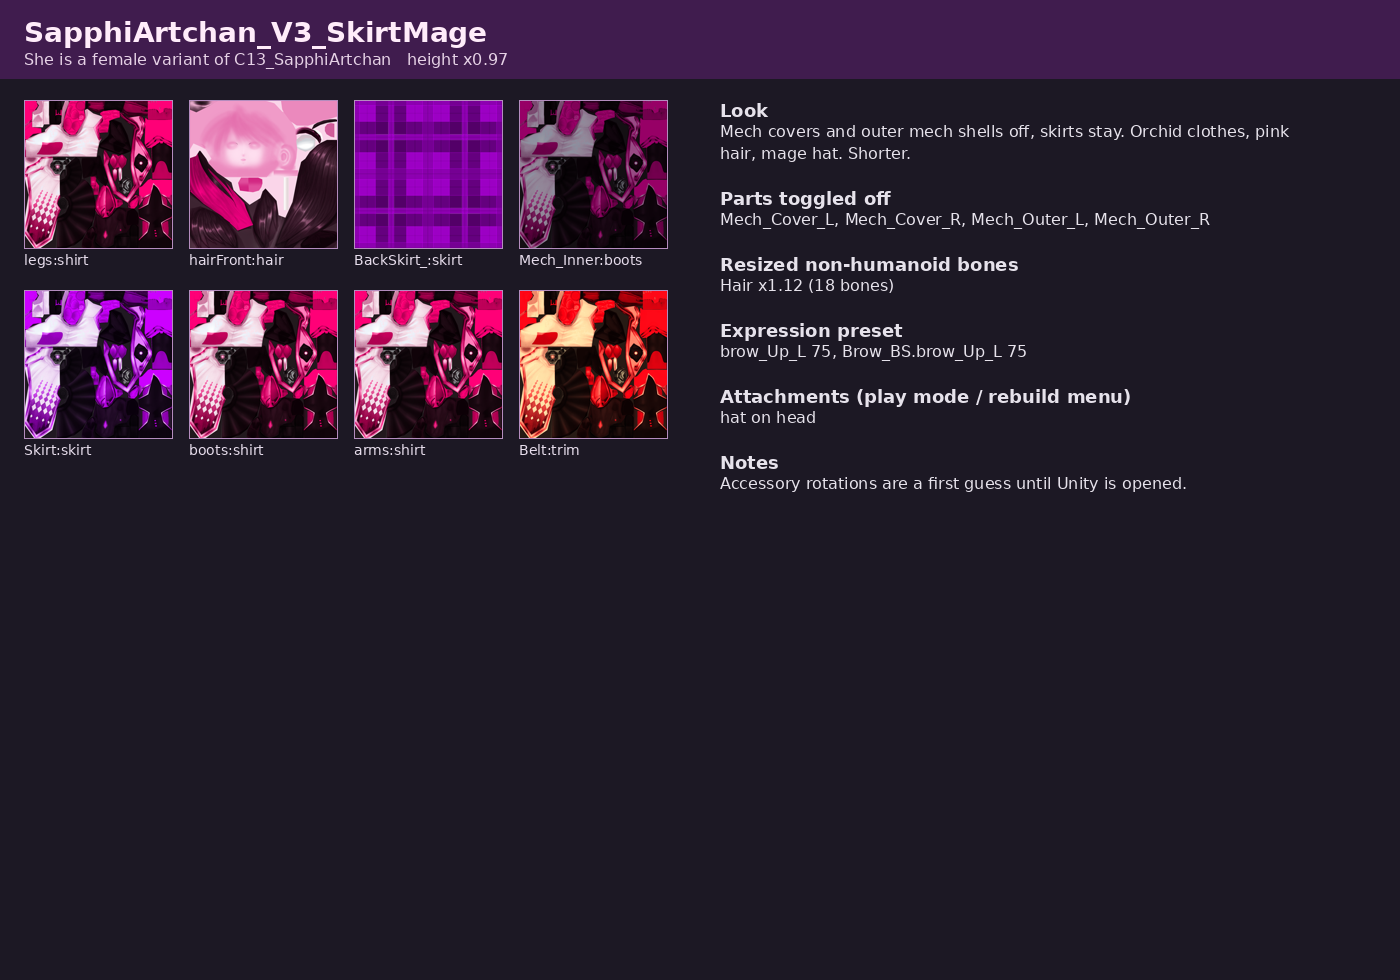 SapphiArtchan_V3_SkirtMage
She is a female variant of C13_SapphiArtchan   height x0.97
legs:shirt
hairFront:hair
BackSkirt_:skirt
Mech_Inner:boots
Skirt:skirt
boots:shirt
arms:shirt
Belt:trim
Look
Mech covers and outer mech shells off, skirts stay. Orchid clothes, pink
hair, mage hat. Shorter.
Parts toggled off
Mech_Cover_L, Mech_Cover_R, Mech_Outer_L, Mech_Outer_R
Resized non-humanoid bones
Hair x1.12 (18 bones)
Expression preset
brow_Up_L 75, Brow_BS.brow_Up_L 75
Attachments (play mode / rebuild menu)
hat on head
Notes
Accessory rotations are a first guess until Unity is opened.